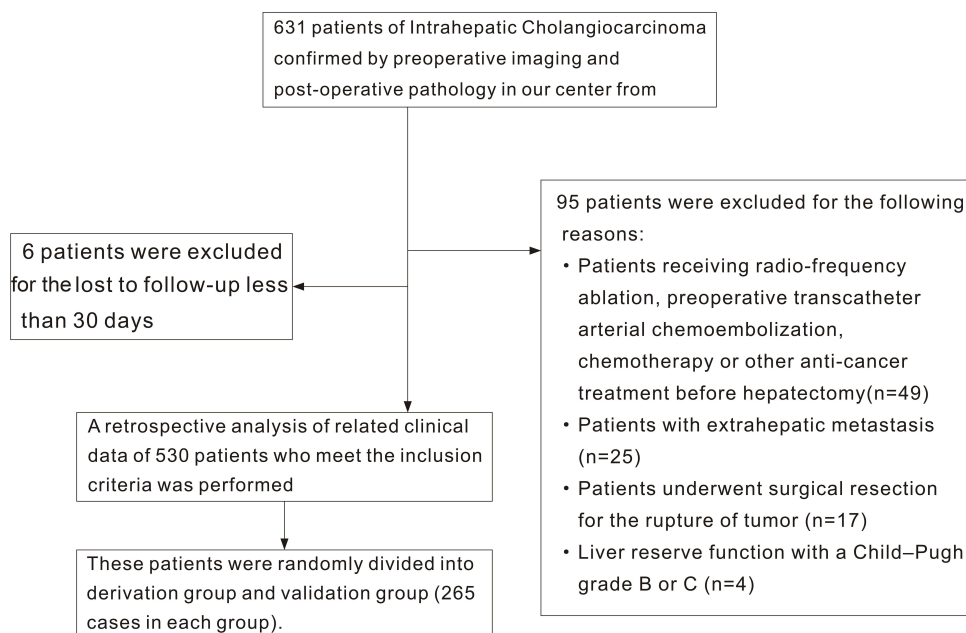 631 patients of Intrahepatic Cholangiocarcinoma
confirmed by preoperative imaging and
post-operative pathology in our center from
95 patients were excluded for the following
reasons:
• Patients receiving radio-frequency
ablation, preoperative transcatheter
arterial chemoembolization,
chemotherapy or other anti-cancer
treatment before hepatectomy(n=49)
• Patients with extrahepatic metastasis
(n=25)
• Patients underwent surgical resection
for the rupture of tumor (n=17)
• Liver reserve function with a Child–Pugh
grade B or C (n=4)
6 patients were excluded
for the lost to follow-up less
than 30 days
A retrospective analysis of related clinical
data of 530 patients who meet the inclusion
criteria was performed
These patients were randomly divided into
derivation group and validation group (265
cases in each group).